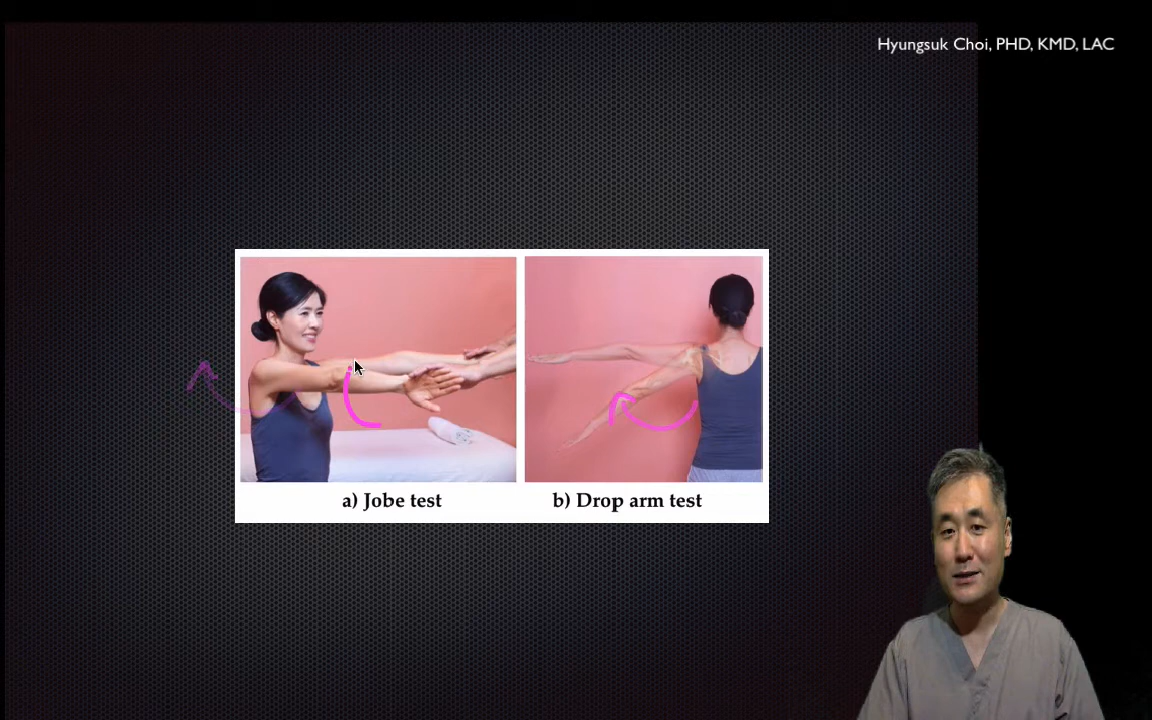 Hyungsuk Choi, PHD, KMD, LAC
a) Jobe test
b) Drop arm test